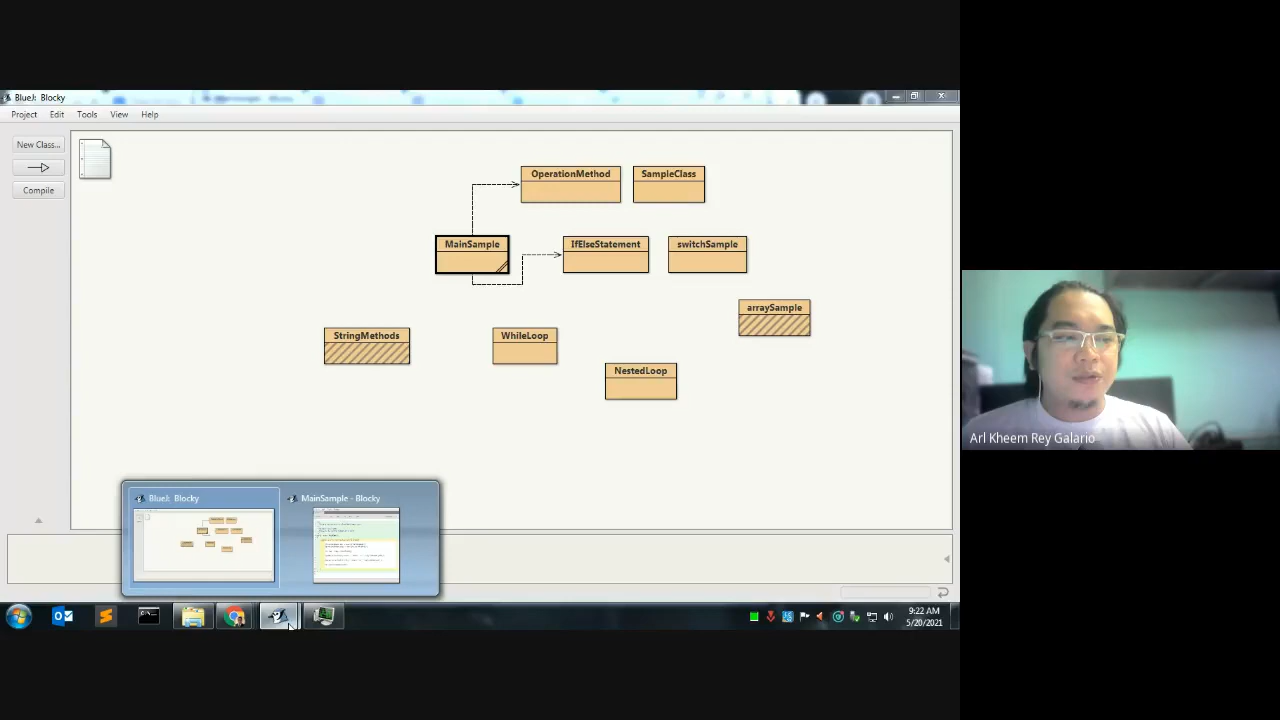 BlueJ: Blocky
Project Edit Tools View Help
New Class...
Compile
OperationMethod
SampleClass
MainSample
IfElseStatement
switchSample
arraySample
StringMethods
WhileLoop
NestedLoop
Arl Kheem Rey Galario
BlueJ: Blocky
MainSample - Blocky
9:22 AM
5/20/2021